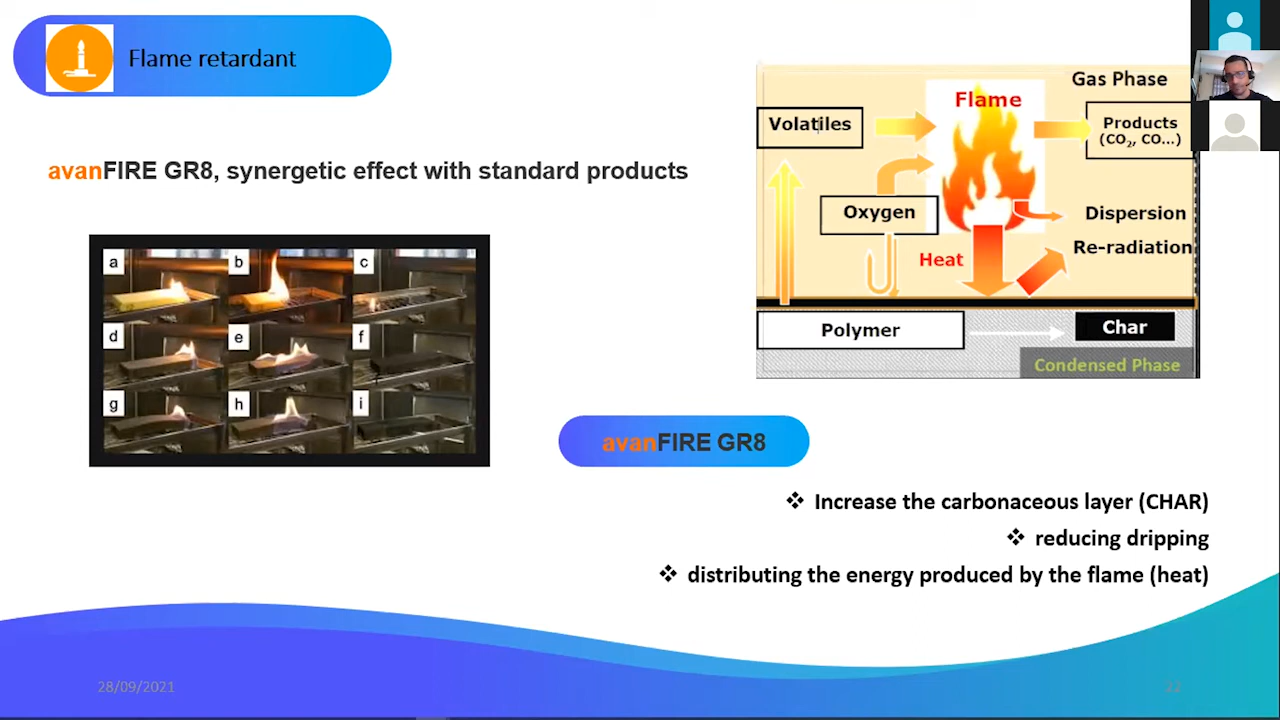 Flame retardant
avanFIRE GR8, synergetic effect with standard products
a
b
c
d
e
f
g
h
i
Gas Phase
Flame
Volatiles
Products
(CO₂, CO...)
Oxygen
Dispersion
Re-radiation
Heat
Polymer
Char
Condensed Phase
avanFIRE GR8
❖ Increase the carbonaceous layer (CHAR)
❖ reducing dripping
❖ distributing the energy produced by the flame (heat)
28/09/2021
22